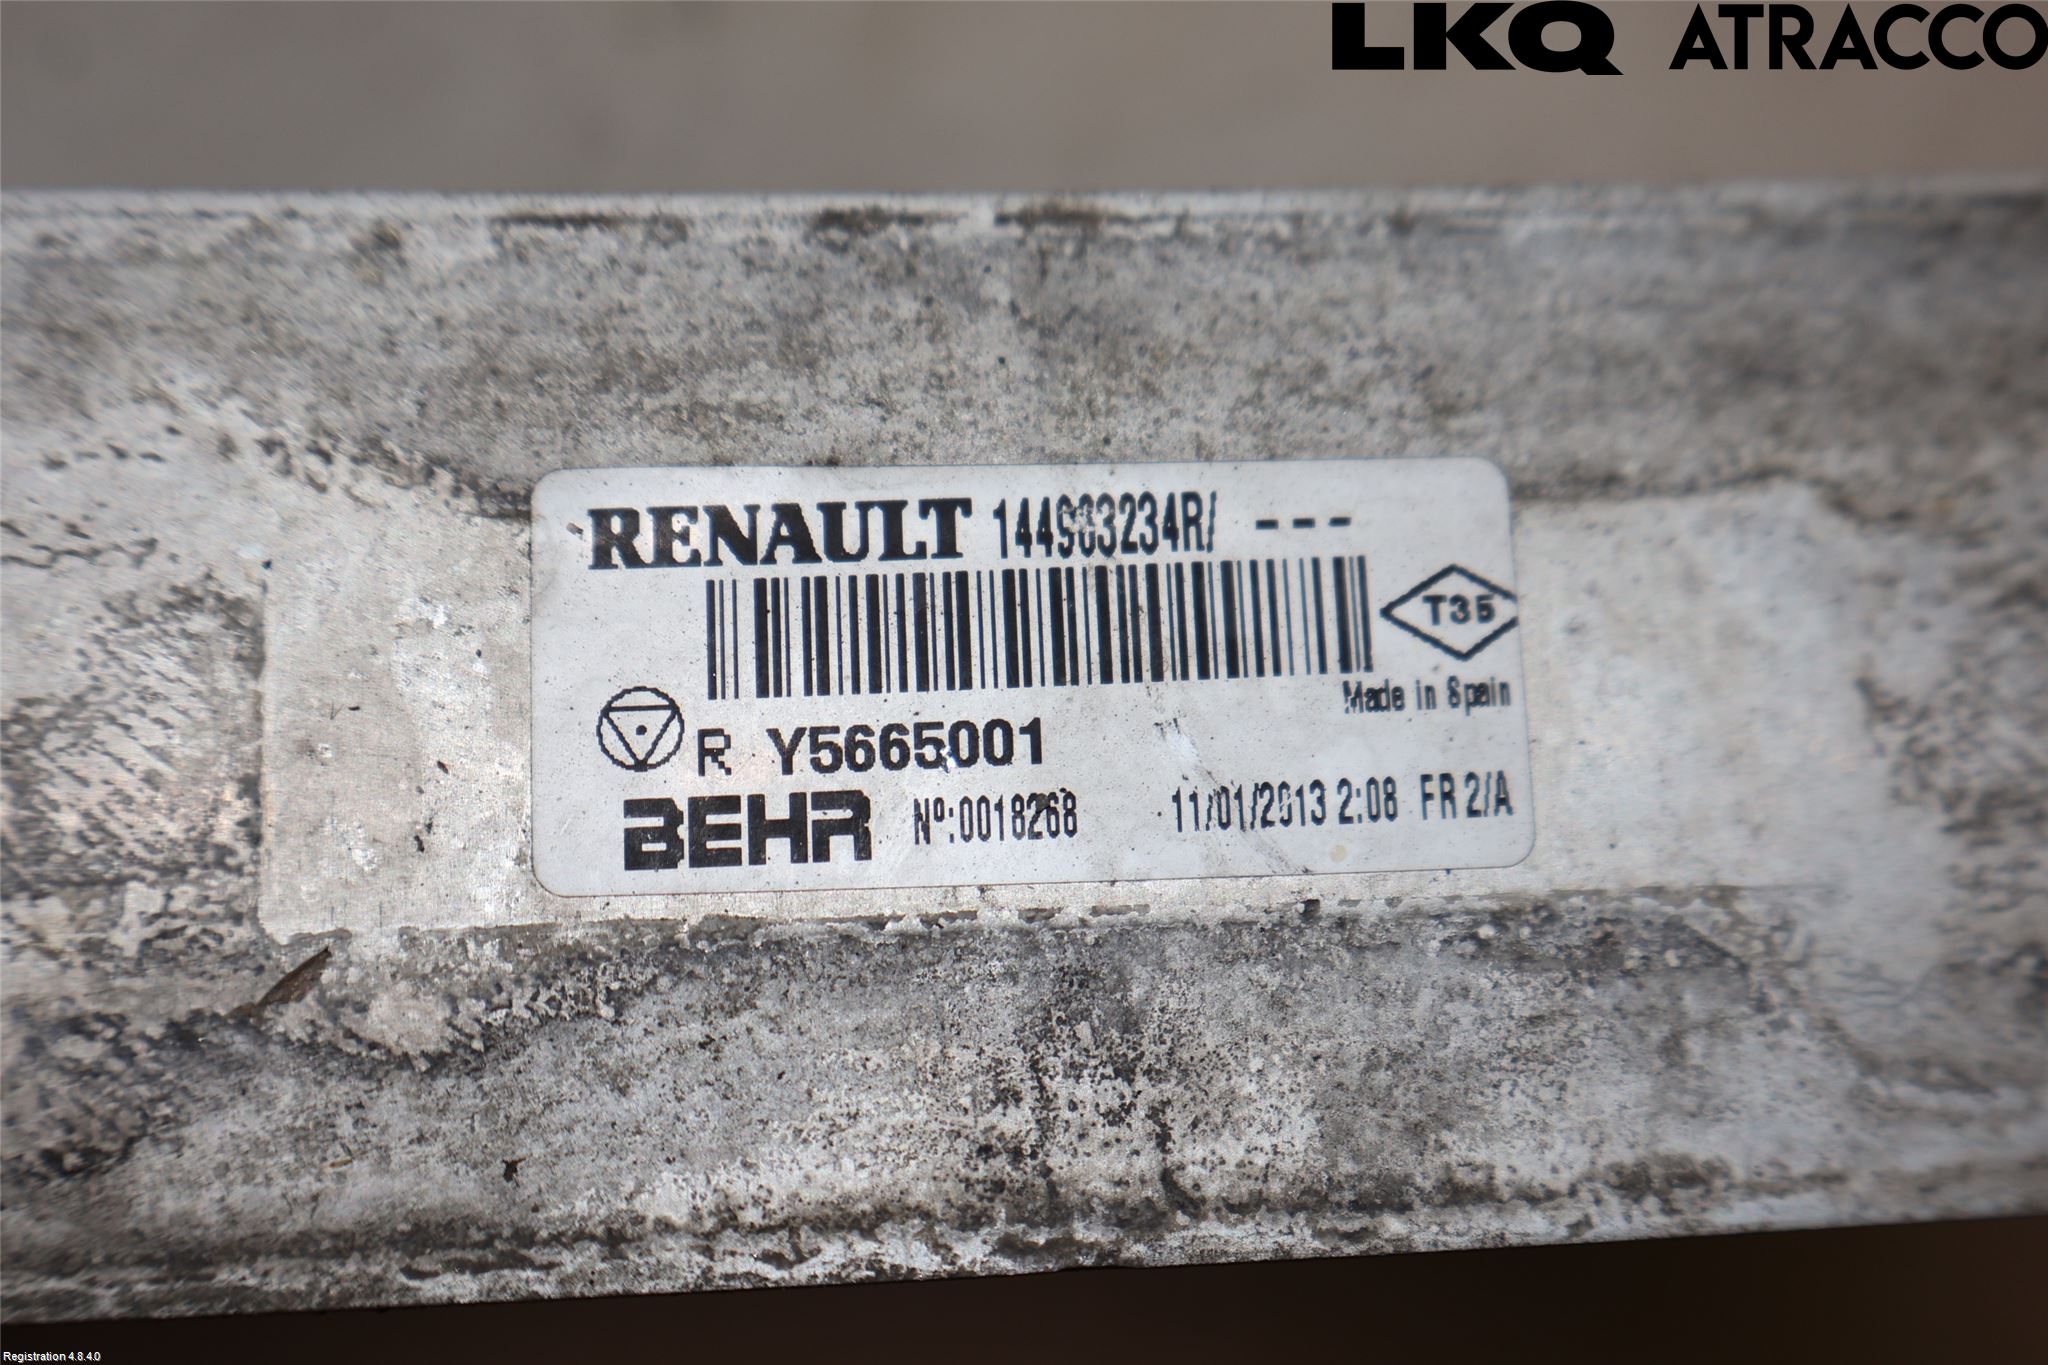 LKQ ATRACCO
RENAULT 144963234R/ ---
T35
Made in Spain
R Y5665001
BEHR Nº:0018268 11/01/2013 2:08 FR 2/A
Registration 4.8.4.0